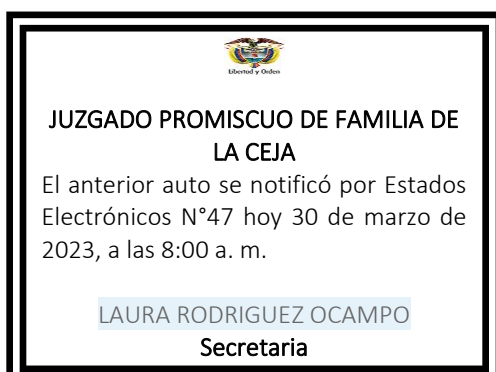 Libertad y Orden
JUZGADO PROMISCUO DE FAMILIA DE
LA CEJA
El anterior auto se notificó por Estados
Electrónicos N°47 hoy 30 de marzo de
2023, a las 8:00 a. m.
LAURA RODRIGUEZ OCAMPO
Secretaria